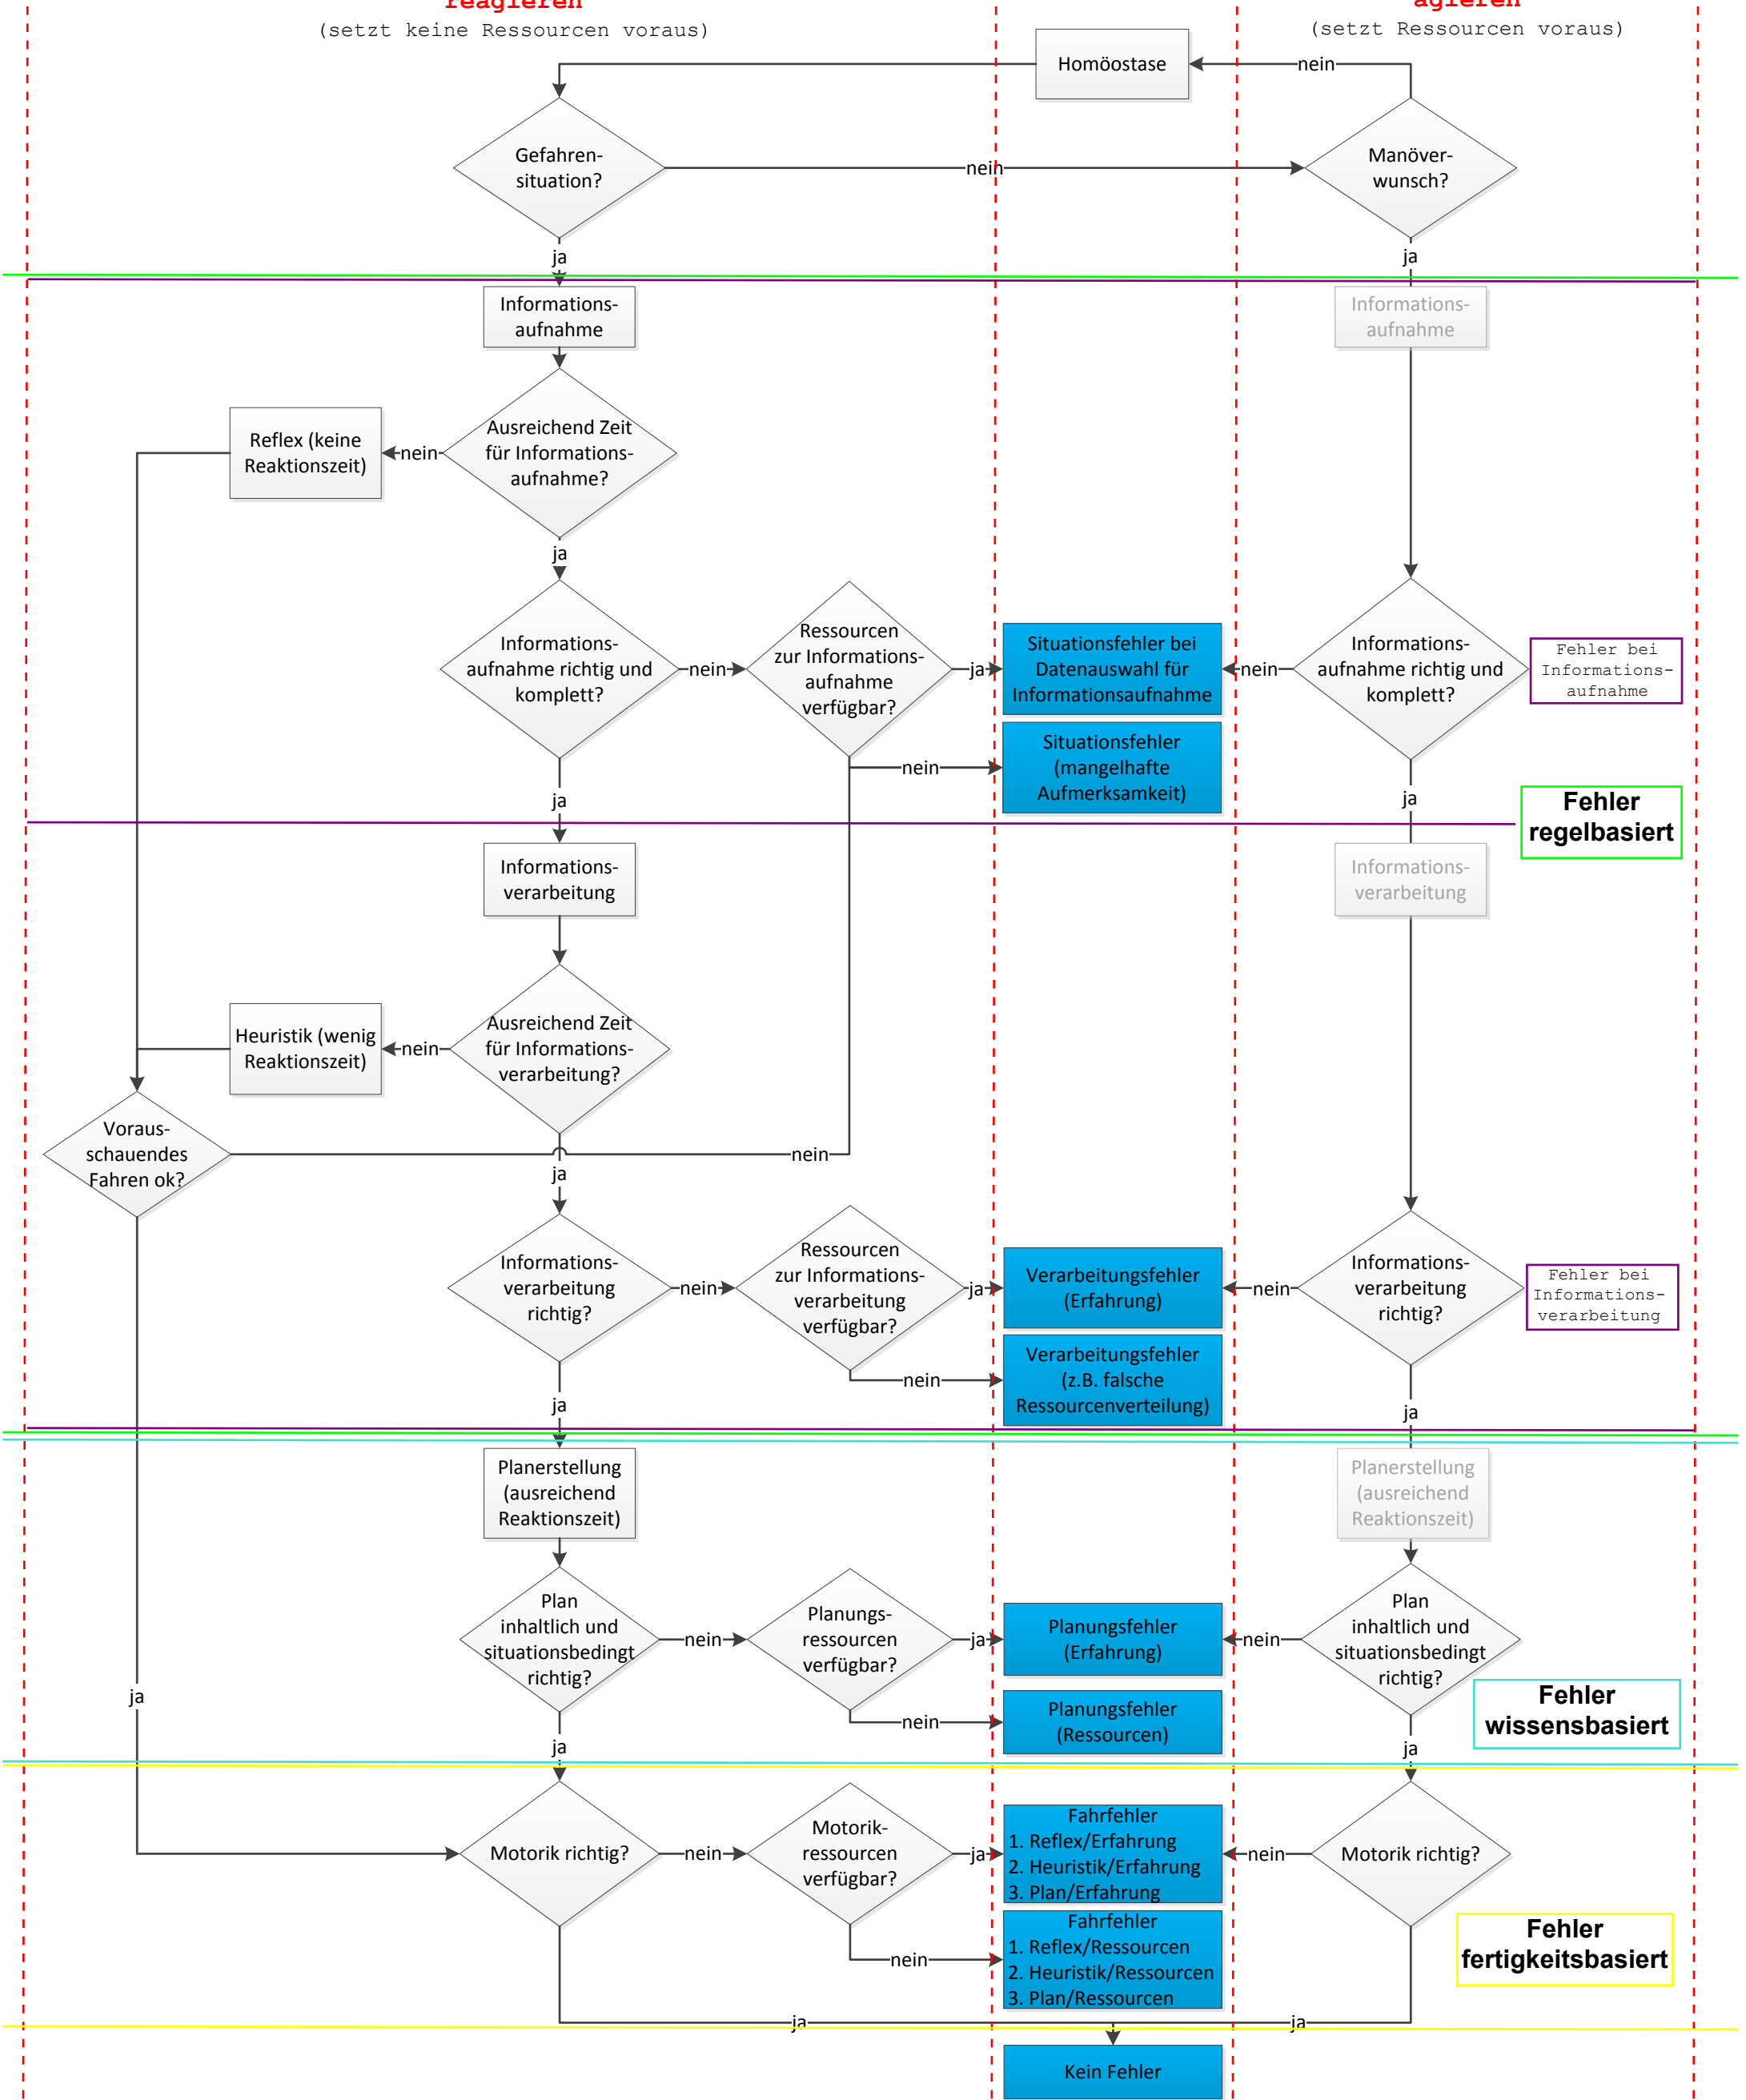 reagieren
(setzt keine Ressourcen voraus)
agieren
(setzt Ressourcen voraus)
Homöostase
nein
Gefahren-
situation?
nein
Manöver-
wunsch?
ja
ja
Informations-
aufnahme
Informations-
aufnahme
Reflex (keine
Reaktionszeit)
nein
Ausreichend Zeit
für Informations-
aufnahme?
ja
Informations-
aufnahme richtig und
komplett?
nein
Ressourcen
zur Informations-
aufnahme
verfügbar?
ja
Situationsfehler bei
Datenauswahl für
Informationsaufnahme
nein
Informations-
aufnahme richtig und
komplett?
Fehler bei
Informations-
aufnahme
nein
Situationsfehler
(mangelhafte
Aufmerksamkeit)
ja
ja
Fehler
regelbasiert
Informations-
verarbeitung
Informations-
verarbeitung
Heuristik (wenig
Reaktionszeit)
nein
Ausreichend Zeit
für Informations-
verarbeitung?
Voraus-
schauendes
Fahren ok?
nein
ja
Informations-
verarbeitung
richtig?
nein
Ressourcen
zur Informations-
verarbeitung
verfügbar?
ja
Verarbeitungsfehler
(Erfahrung)
nein
Informations-
verarbeitung
richtig?
Fehler bei
Informations-
verarbeitung
nein
Verarbeitungsfehler
(z.B. falsche
Ressourcenverteilung)
ja
ja
Planerstellung
(ausreichend
Reaktionszeit)
Planerstellung
(ausreichend
Reaktionszeit)
Plan
inhaltlich und
situationsbedingt
richtig?
nein
Planungs-
ressourcen
verfügbar?
ja
Planungsfehler
(Erfahrung)
nein
Plan
inhaltlich und
situationsbedingt
richtig?
ja
nein
Planungsfehler
(Ressourcen)
Fehler
wissensbasiert
ja
ja
Motorik richtig?
nein
Motorik-
ressourcen
verfügbar?
ja
Fahrfehler
1. Reflex/Erfahrung
2. Heuristik/Erfahrung
3. Plan/Erfahrung
nein
Motorik richtig?
nein
Fahrfehler
1. Reflex/Ressourcen
2. Heuristik/Ressourcen
3. Plan/Ressourcen
Fehler
fertigkeitsbasiert
ja
ja
Kein Fehler